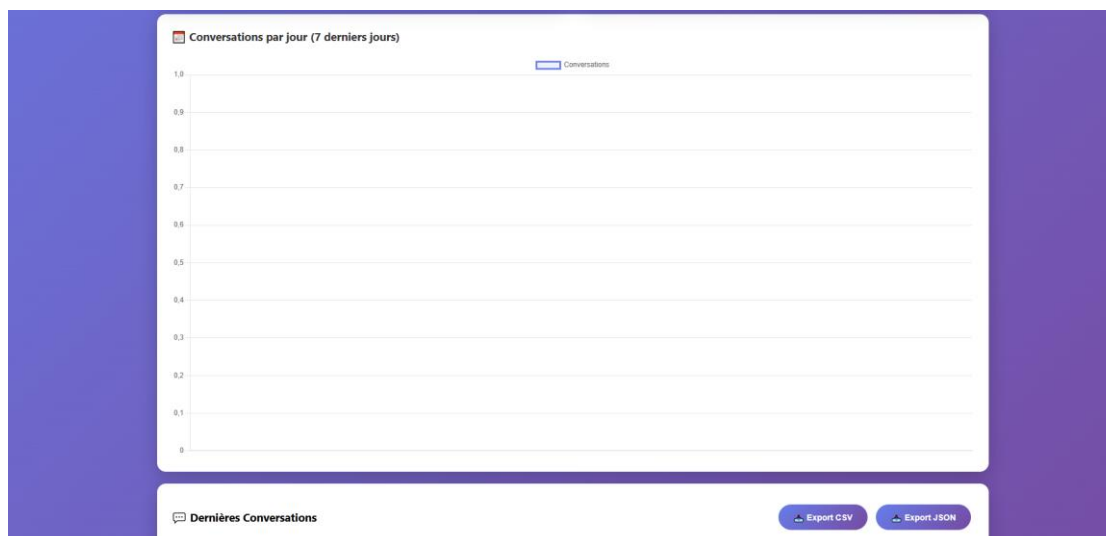 Conversations par jour (7 derniers jours)
Conversations
1,0
0,9
0,8
0,7
0,6
0,5
0,4
0,3
0,2
0,1
0
Dernières Conversations
Export CSV
Export JSON